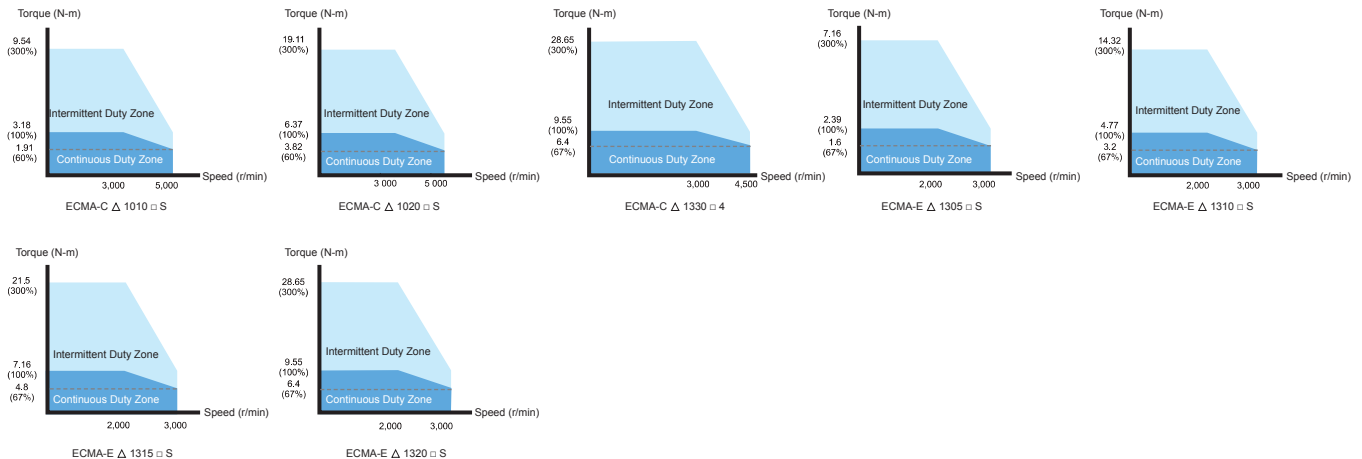 Torque (N-m)
9.54
(300%)
Intermittent Duty Zone
3.18
(100%)
1.91
(60%)
Continuous Duty Zone
Speed (r/min)
3,000
5,000
ECMA-C △ 1010 □ S
Torque (N-m)
19.11
(300%)
Intermittent Duty Zone
6.37
(100%)
3.82
(60%)
Continuous Duty Zone
Speed (r/min)
3 000
5 000
ECMA-C △ 1020 □ S
Torque (N-m)
28.65
(300%)
Intermittent Duty Zone
9.55
(100%)
6.4
(67%)
Continuous Duty Zone
Speed (r/min)
3,000
4,500
ECMA-C △ 1330 □ 4
Torque (N-m)
7.16
(300%)
Intermittent Duty Zone
2.39
(100%)
1.6
(67%)
Continuous Duty Zone
Speed (r/min)
2,000
3,000
ECMA-E △ 1305 □ S
Torque (N-m)
14.32
(300%)
Intermittent Duty Zone
4.77
(100%)
3.2
(67%)
Continuous Duty Zone
Speed (r/min)
2,000
3,000
ECMA-E △ 1310 □ S
Torque (N-m)
21.5
(300%)
Intermittent Duty Zone
7.16
(100%)
4.8
(67%)
Continuous Duty Zone
Speed (r/min)
2,000
3,000
ECMA-E △ 1315 □ S
Torque (N-m)
28.65
(300%)
Intermittent Duty Zone
9.55
(100%)
6.4
(67%)
Continuous Duty Zone
Speed (r/min)
2,000
3,000
ECMA-E △ 1320 □ S